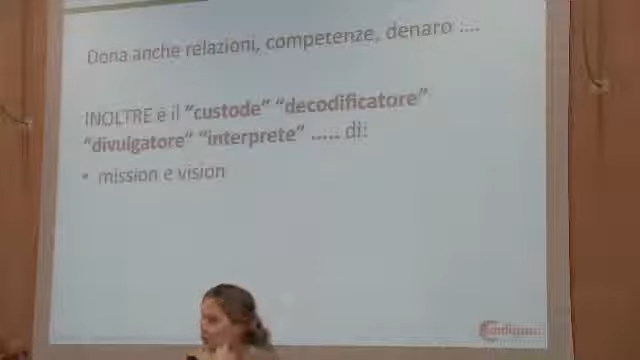 Dona anche relazioni, competenze, denaro :....
INOLTRE è il “custode” “decodificatore”
“divulgatore” “interprete” ..... di:
• mission e vision